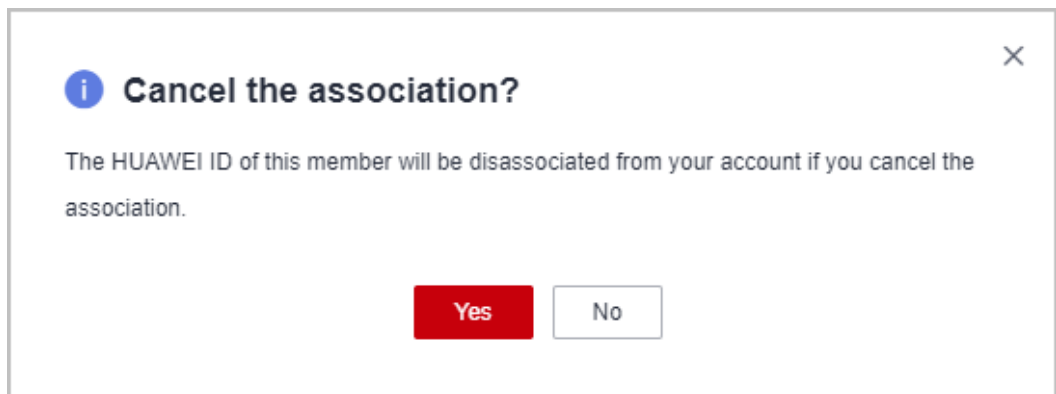 Cancel the association?
The HUAWEI ID of this member will be disassociated from your account if you cancel the
association.
Yes
No